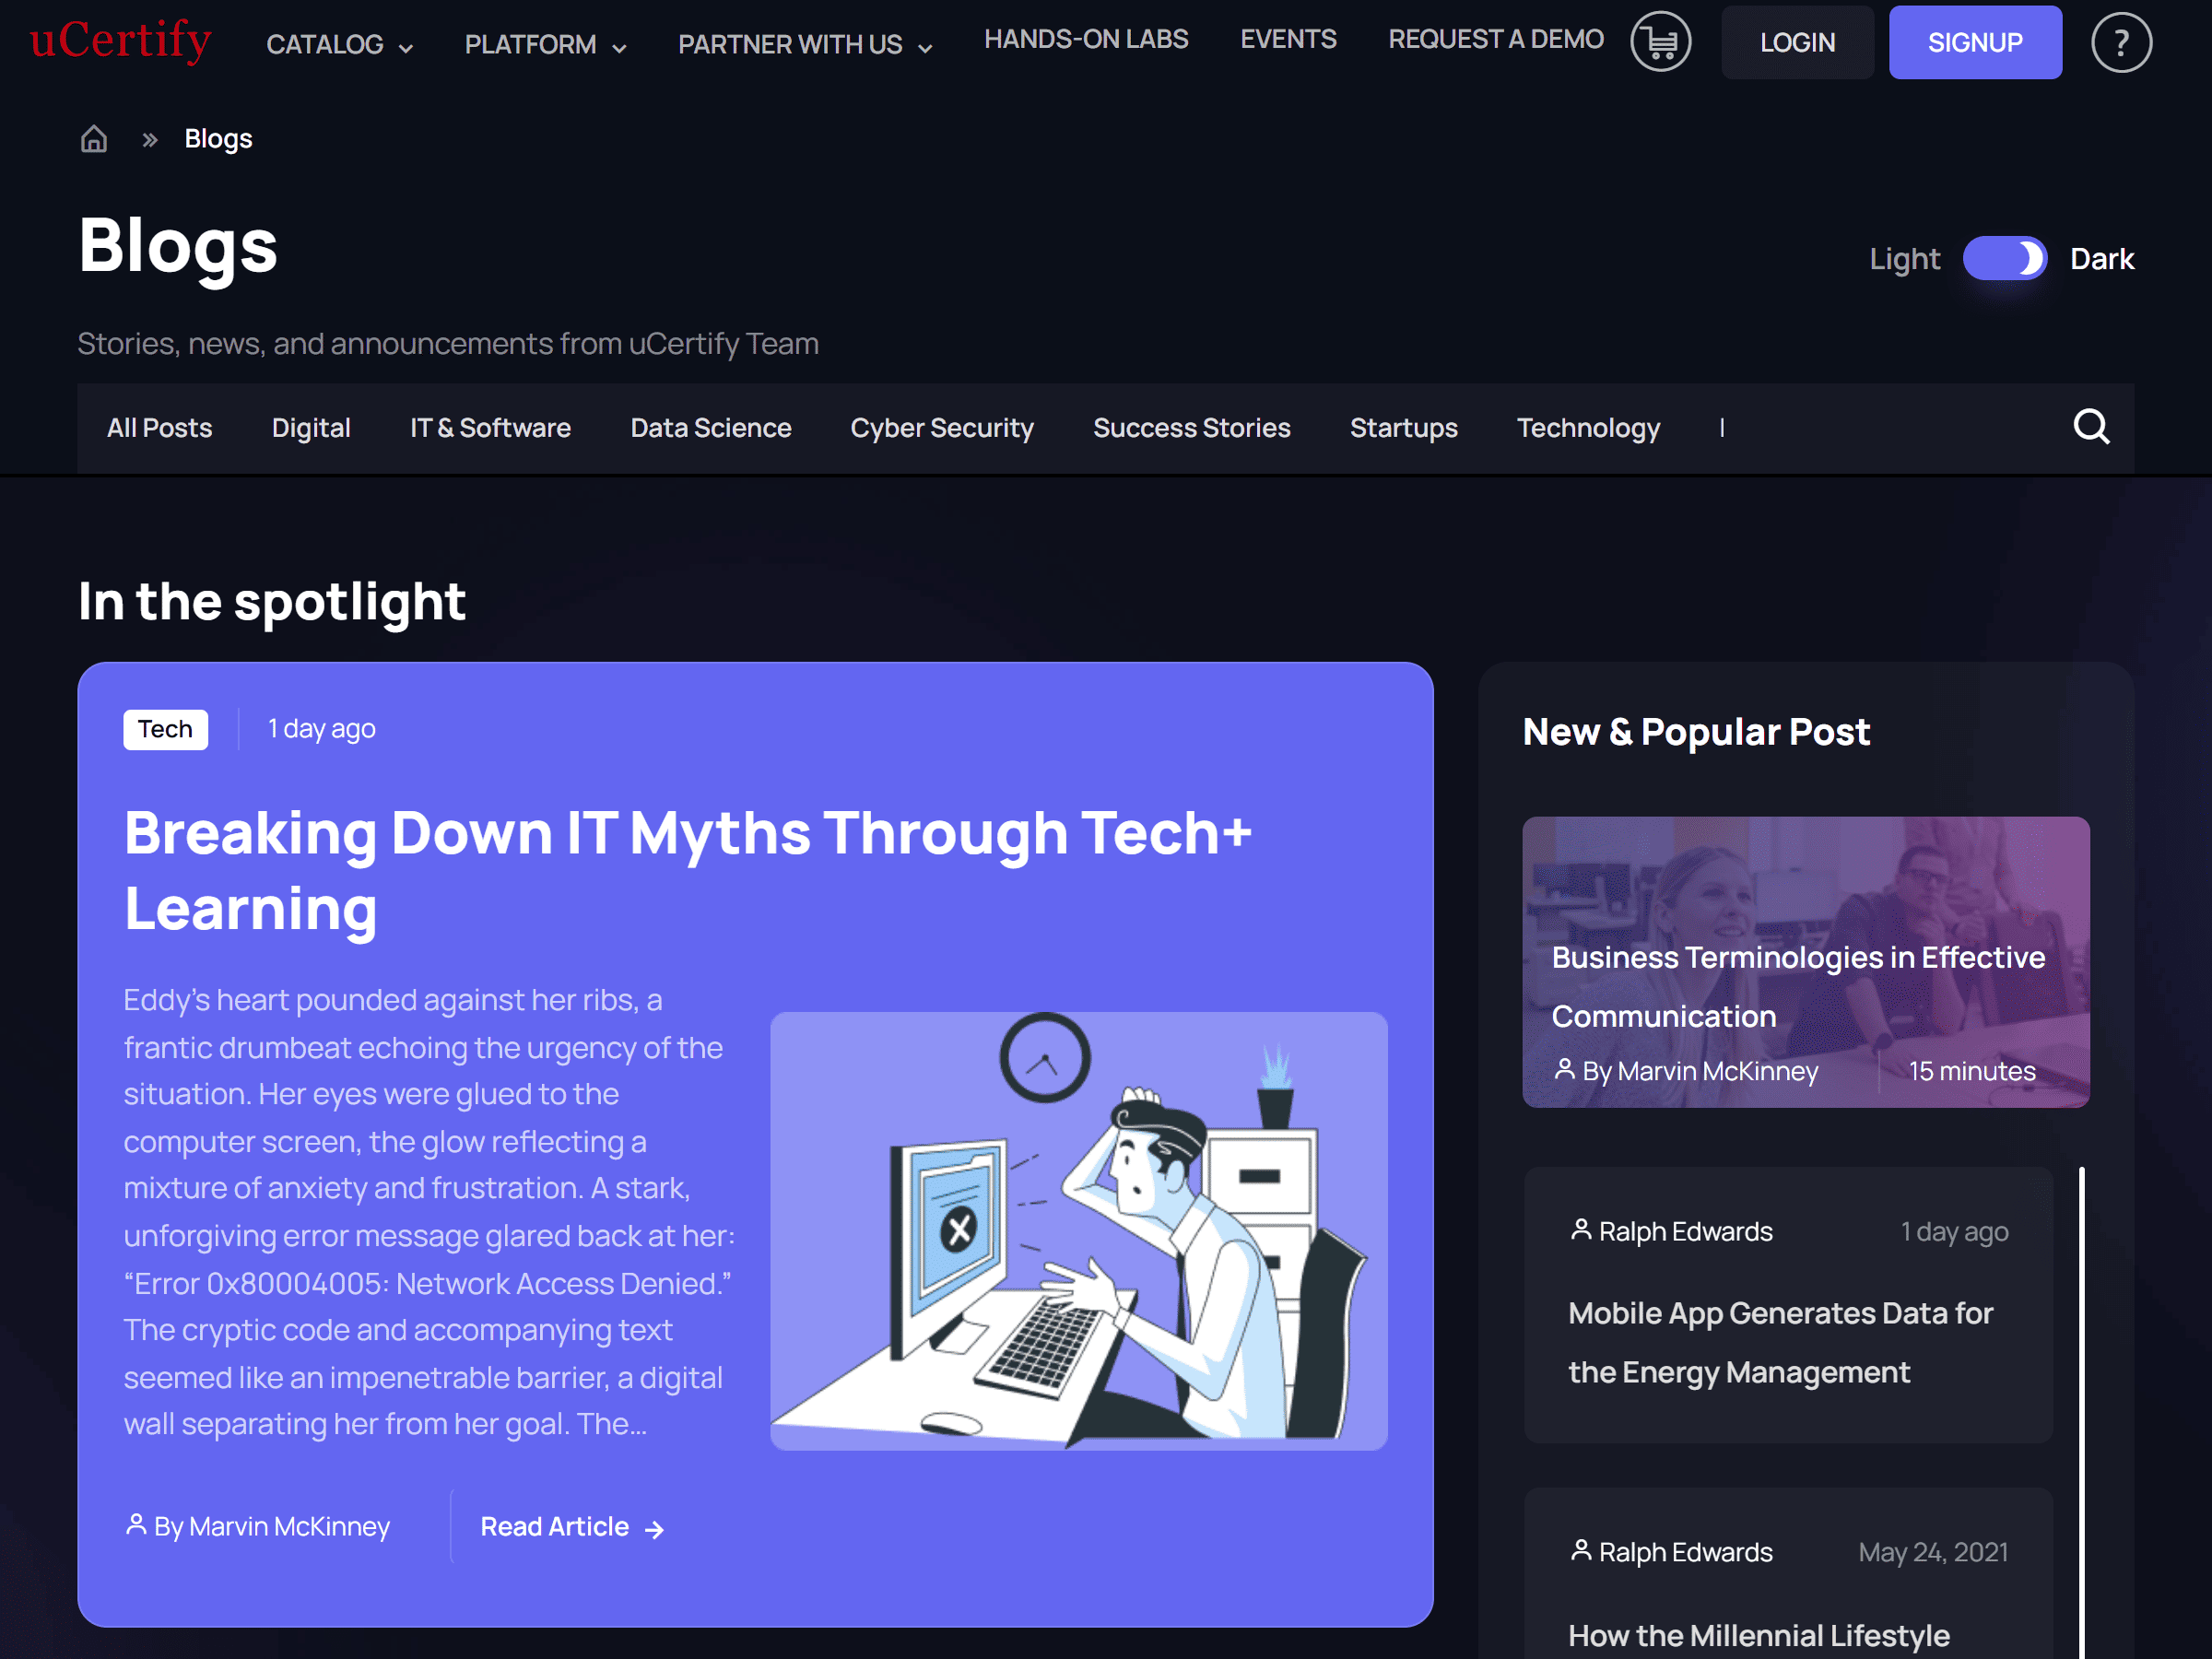 uCertify
CATALOG
PLATFORM
PARTNER WITH US
HANDS-ON LABS
EVENTS
REQUEST A DEMO
LOGIN
SIGNUP
?
» Blogs
Blogs
Light
Dark
Stories, news, and announcements from uCertify Team
All Posts
Digital
IT & Software
Data Science
Cyber Security
Success Stories
Startups
Technology
|
In the spotlight
Tech
1 day ago
Breaking Down IT Myths Through Tech+
Learning
Eddy’s heart pounded against her ribs, a
frantic drumbeat echoing the urgency of the
situation. Her eyes were glued to the
computer screen, the glow reflecting a
mixture of anxiety and frustration. A stark,
unforgiving error message glared back at her:
“Error 0x80004005: Network Access Denied.”
The cryptic code and accompanying text
seemed like an impenetrable barrier, a digital
wall separating her from her goal. The...
By Marvin McKinney
Read Article →
New & Popular Post
Business Terminologies in Effective
Communication
By Marvin McKinney
15 minutes
Ralph Edwards
1 day ago
Mobile App Generates Data for
the Energy Management
Ralph Edwards
May 24, 2021
How the Millennial Lifestyle